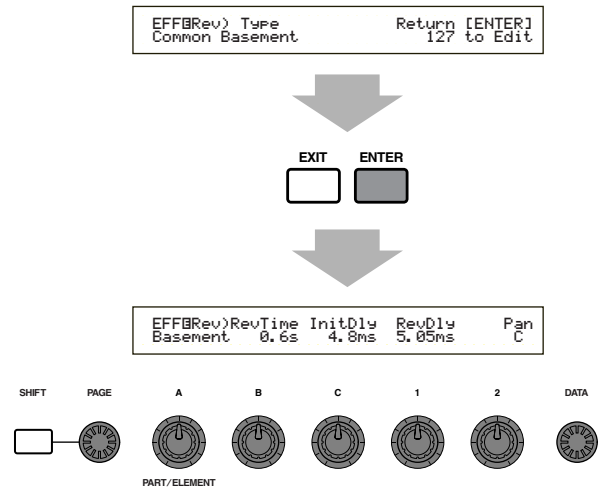 EFF⊡Rev) Type Return [ENTER]
Common Basement 127 to Edit
EXIT ENTER
EFF⊡Rev)RevTime InitDly RevDly Pan
Basement 0.6s 4.8ms 5.05ms C
SHIFT PAGE A B C 1 2 DATA
PART/ELEMENT